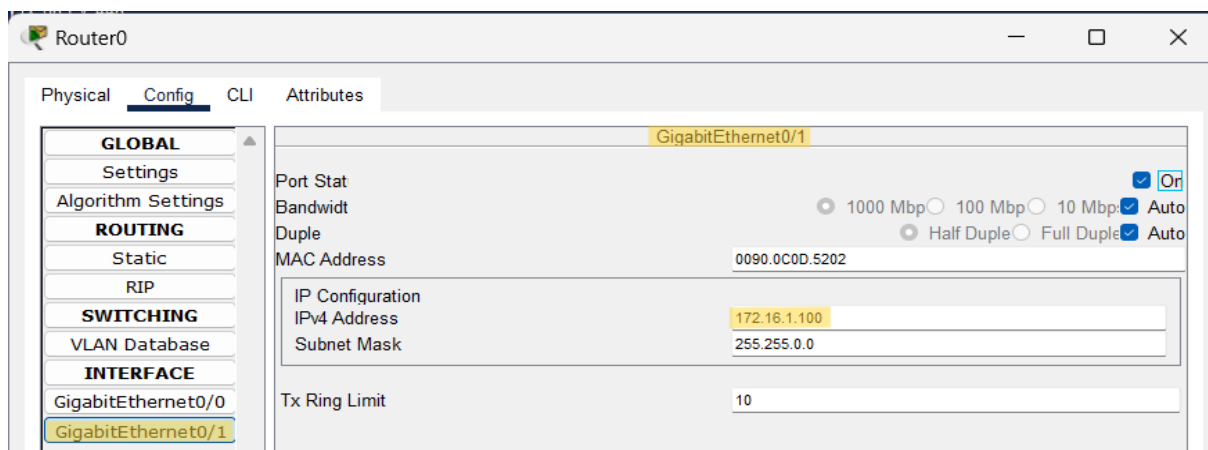 Router0
Physical Config CLI Attributes
GLOBAL
Settings
Algorithm Settings
ROUTING
Static
RIP
SWITCHING
VLAN Database
INTERFACE
GigabitEthernet0/0
GigabitEthernet0/1
GigabitEthernet0/1
Port Stat On
Bandwidt 1000 Mbp 100 Mbp 10 Mbp Auto
Duple Half Duple Full Duple Auto
MAC Address 0090.0C0D.5202
IP Configuration
IPv4 Address 172.16.1.100
Subnet Mask 255.255.0.0
Tx Ring Limit 10